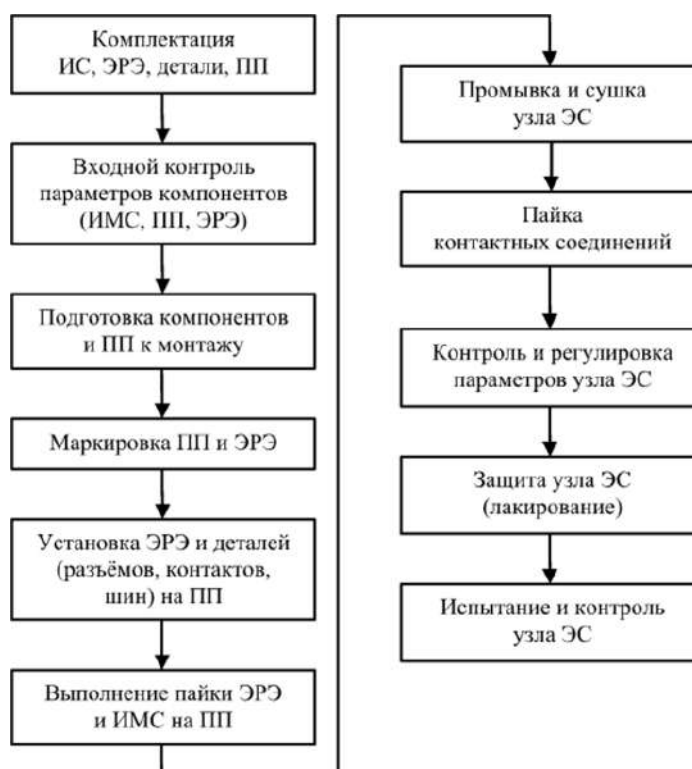 Комплектация
ИС, ЭРЭ, детали, ПП
Входной контроль
параметров компонентов
(ИМС, ПП, ЭРЭ)
Подготовка компонентов
и ПП к монтажу
Маркировка ПП и ЭРЭ
Установка ЭРЭ и деталей
(разъёмов, контактов,
шин) на ПП
Выполнение пайки ЭРЭ
и ИМС на ПП
Промывка и сушка
узла ЭС
Пайка
контактных соединений
Контроль и регулировка
параметров узла ЭС
Защита узла ЭС
(лакирование)
Испытание и контроль
узла ЭС